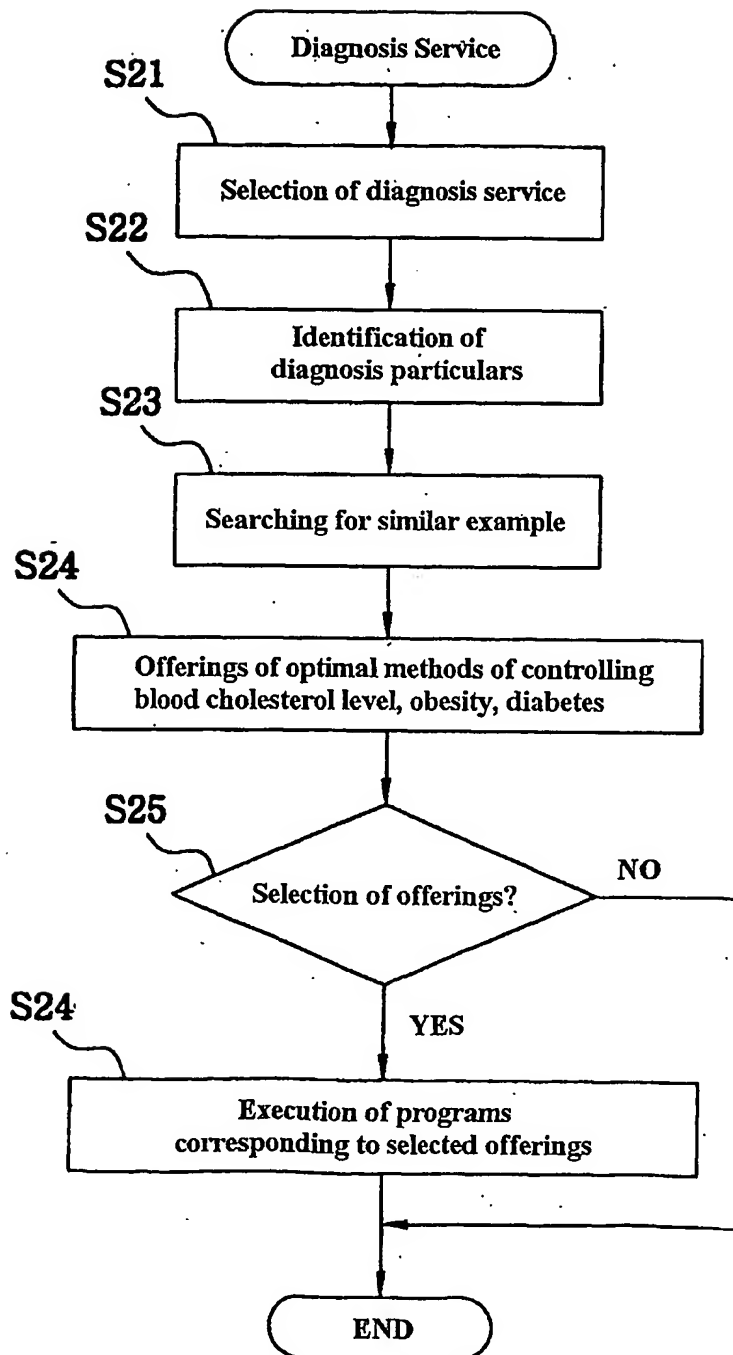 Diagnosis Service
S21
Selection of diagnosis service
S22
Identification of
diagnosis particulars
S23
Searching for similar example
S24
Offerings of optimal methods of controlling
blood cholesterol level, obesity, diabetes
S25
Selection of offerings?
NO
YES
S24
Execution of programs
corresponding to selected offerings
END